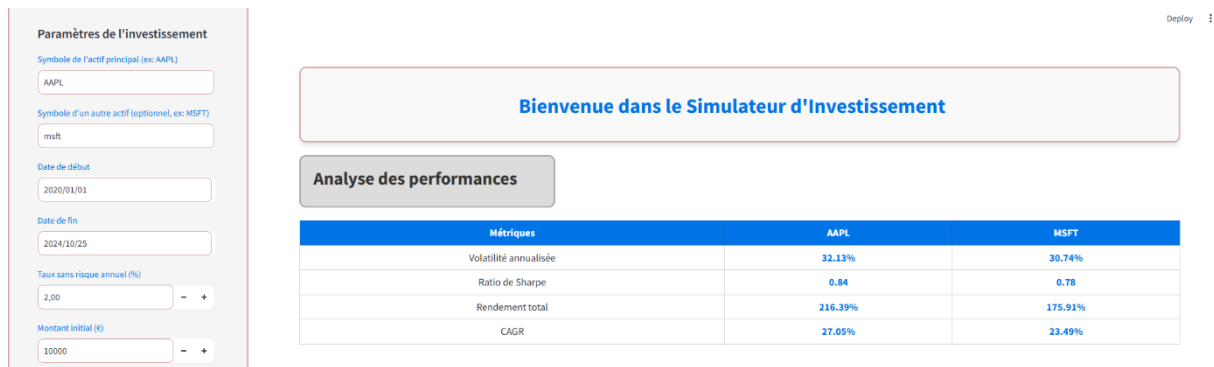 Paramètres de l'investissement
Symbole de l'actif principal (ex: AAPL)
AAPL
Symbole d'un autre actif (optionnel, ex: MSFT)
msft
Date de début
2020/01/01
Date de fin
2024/10/25
Taux sans risque annuel (%)
2,00 - +
Montant initial (€)
10000 - +
Deploy
Bienvenue dans le Simulateur d'Investissement
Analyse des performances
Métriques AAPL MSFT
Volatilité annualisée 32.13% 30.74%
Ratio de Sharpe 0.84 0.78
Rendement total 216.39% 175.91%
CAGR 27.05% 23.49%